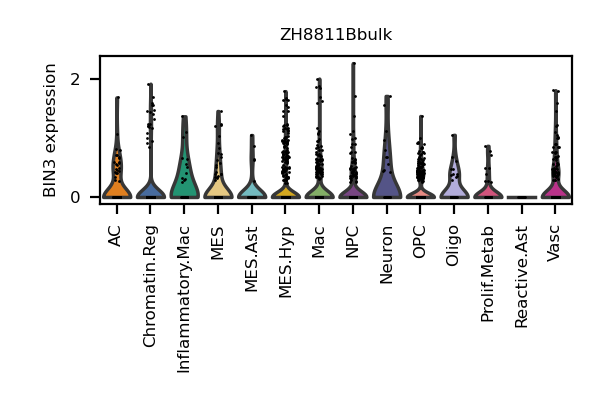 ZH8811Bbulk
BIN3 expression
2
0
AC
Chromatin.Reg
Inflammatory.Mac
MES
MES.Ast
MES.Hyp
Mac
NPC
Neuron
OPC
Oligo
Prolif.Metab
Reactive.Ast
Vasc